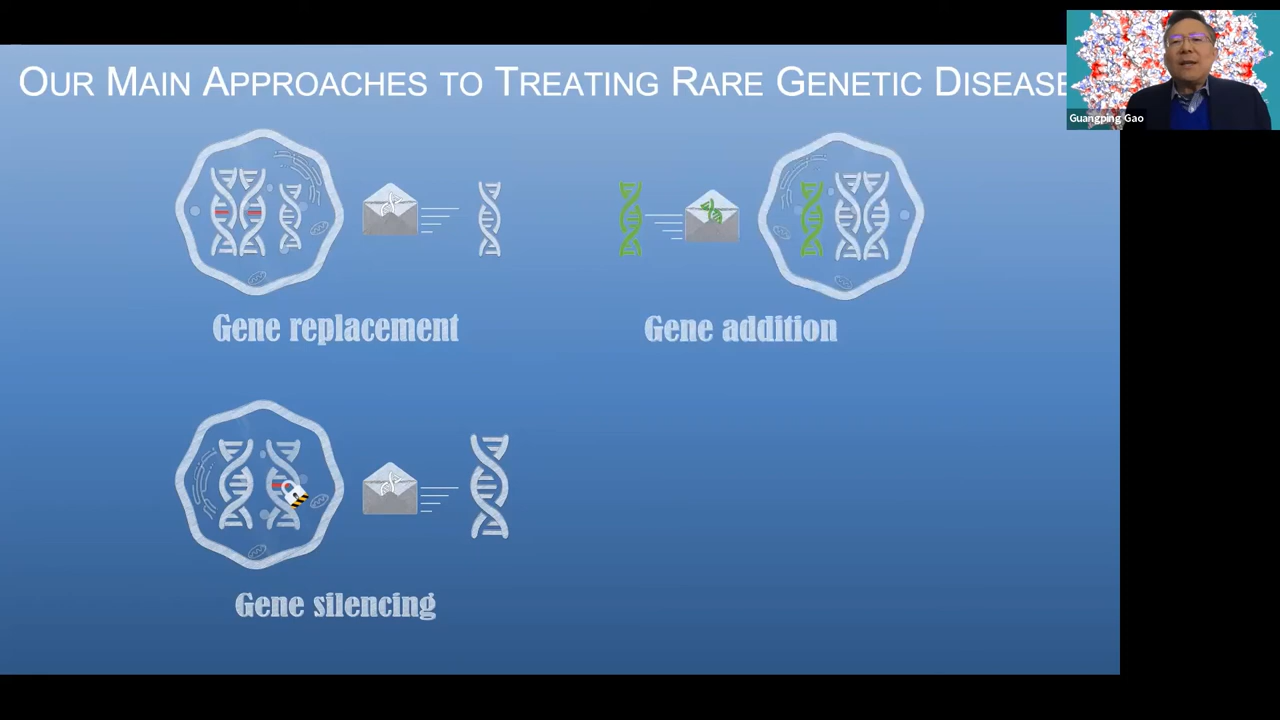 OUR MAIN APPROACHES TO TREATING RARE GENETIC DISEASE
Guangping Gao
Gene replacement
Gene addition
Gene silencing